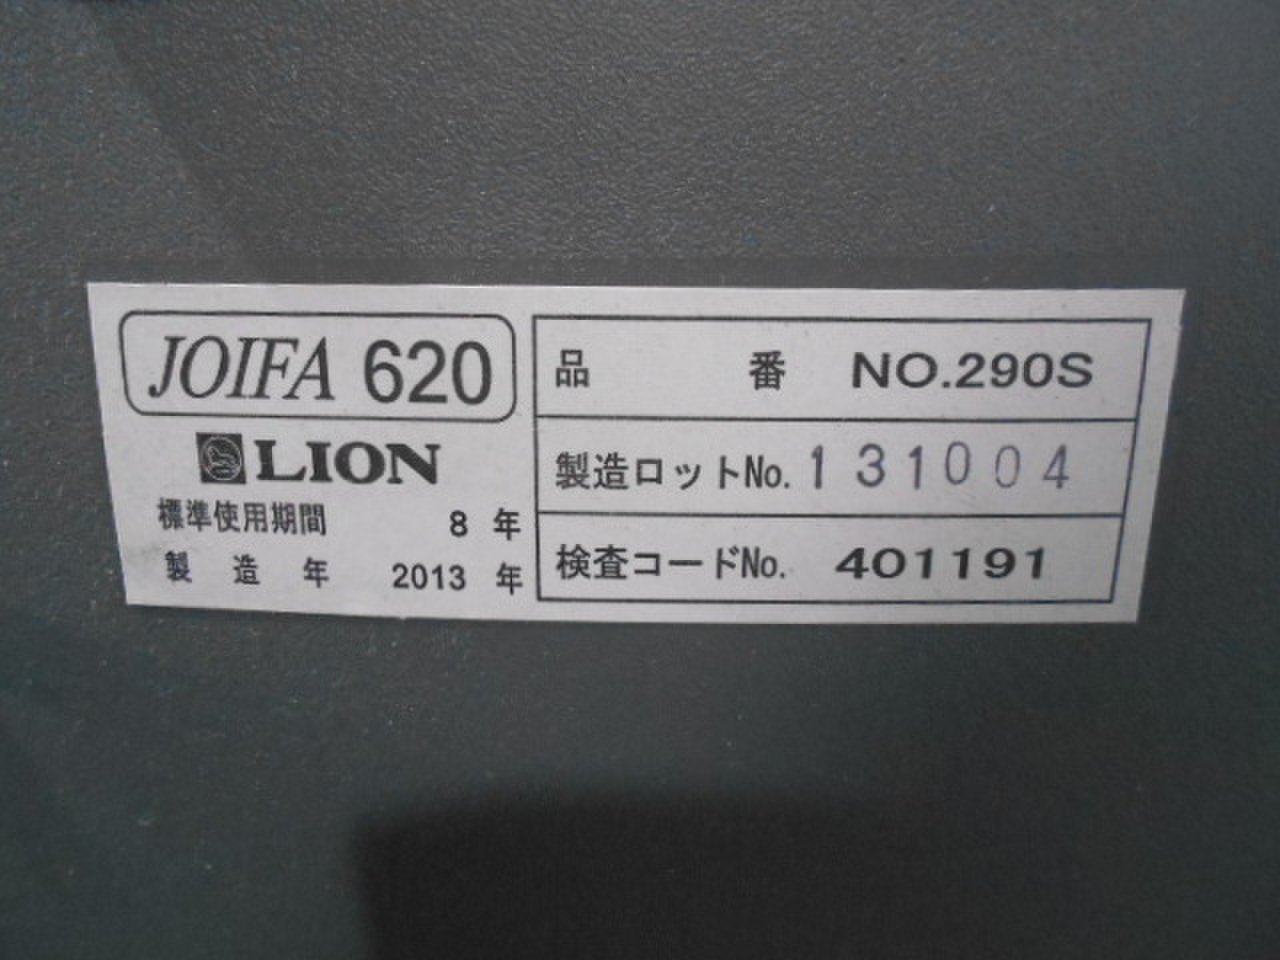 JOIFA 620
LION
標準使用期間 8 年
製造年 2013 年
品番 NO.290S
製造ロットNo. 131004
検査コードNo. 401191